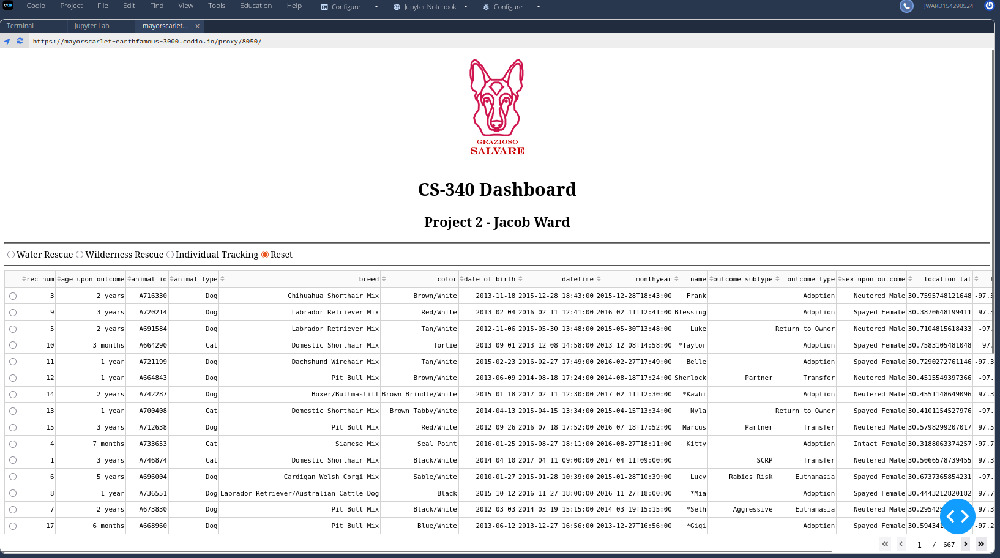 Codio Project File Edit Find View Tools Education Help Configure.... Jupyter Notebook Configure.... JWARD154290524
Terminal Jupyter Lab mayorscarlet...
https://mayorscarlet-earthfamous-3000.codio.io/proxy/8050/
GRAZIOSO
SALVARE
CS-340 Dashboard
Project 2 - Jacob Ward
Water Rescue Wilderness Rescue Individual Tracking Reset
rec_num age_upon_outcome animal_id animal_type breed color date_of_birth datetime monthyear name outcome_subtype outcome_type sex_upon_outcome location_lat
3 2 years A716330 Dog Chihuahua Shorthair Mix Brown/White 2013-11-18 2015-12-28 18:43:00 2015-12-28T18:43:00 Frank Adoption Neutered Male 30.7595748121648 -97.5
9 3 years A720214 Dog Labrador Retriever Mix Red/White 2013-02-04 2016-02-11 12:41:00 2016-02-11T12:41:00 Blessing Adoption Spayed Female 30.3870648199411 -97.3
5 2 years A691584 Dog Labrador Retriever Mix Tan/White 2012-11-06 2015-05-30 13:48:00 2015-05-30T13:48:00 Luke Return to Owner Neutered Male 30.7104815618433 -97.
10 3 months A664290 Cat Domestic Shorthair Mix Tortie 2013-09-01 2013-12-08 14:58:00 2013-12-08T14:58:00 *Taylor Adoption Spayed Female 30.7583105481048 -97.
11 1 year A721199 Dog Dachshund Wirehair Mix Tan/White 2015-02-23 2016-02-27 17:49:00 2016-02-27T17:49:00 Belle Adoption Spayed Female 30.7290272761146 -97.3
12 1 year A664843 Dog Pit Bull Mix Brown/White 2013-06-09 2014-08-18 17:24:00 2014-08-18T17:24:00 Sherlock Partner Transfer Neutered Male 30.4515549397366 -97.
14 2 years A742287 Dog Boxer/Bullmastiff Brown Brindle/White 2015-01-18 2017-02-11 12:30:00 2017-02-11T12:30:00 *Kawhi Adoption Neutered Male 30.4551148649096 -97.3
13 1 year A700408 Cat Domestic Shorthair Mix Brown Tabby/White 2014-04-13 2015-04-15 13:34:00 2015-04-15T13:34:00 Nyla Return to Owner Spayed Female 30.4101154527976 -97.
15 3 years A712638 Dog Pit Bull Mix Red/White 2012-09-26 2016-07-18 17:52:00 2016-07-18T17:52:00 Marcus Partner Transfer Neutered Male 30.5798299207017 -97.5
4 7 months A733653 Cat Siamese Mix Seal Point 2016-01-25 2016-08-27 18:11:00 2016-08-27T18:11:00 Kitty Adoption Intact Female 30.3188063374257 -97.7
1 3 years A746874 Cat Domestic Shorthair Mix Black/White 2014-04-10 2017-04-11 09:00:00 2017-04-11T09:00:00 SCRP Transfer Neutered Male 30.5066578739455 -97.3
6 5 years A696004 Dog Cardigan Welsh Corgi Mix Sable/White 2010-01-27 2015-01-28 10:39:00 2015-01-28T10:39:00 Lucy Rabies Risk Euthanasia Spayed Female 30.6737365854231 -97.
8 1 year A736551 Dog Labrador Retriever/Australian Cattle Dog Black 2015-10-12 2016-11-27 18:00:00 2016-11-27T18:00:00 *Mia Adoption Spayed Female 30.4443212820182 -97.7
7 2 years A673830 Dog Pit Bull Mix Black/White 2012-03-03 2014-03-19 15:15:00 2014-03-19T15:15:00 *Seth Aggressive Euthanasia Neutered Male 30.29542 -97.3
17 6 months A668960 Dog Pit Bull Mix Blue/White 2013-06-12 2013-12-27 16:56:00 2013-12-27T16:56:00 *Gigi Adoption Spayed Female 30.59434 -97.2
1 / 667